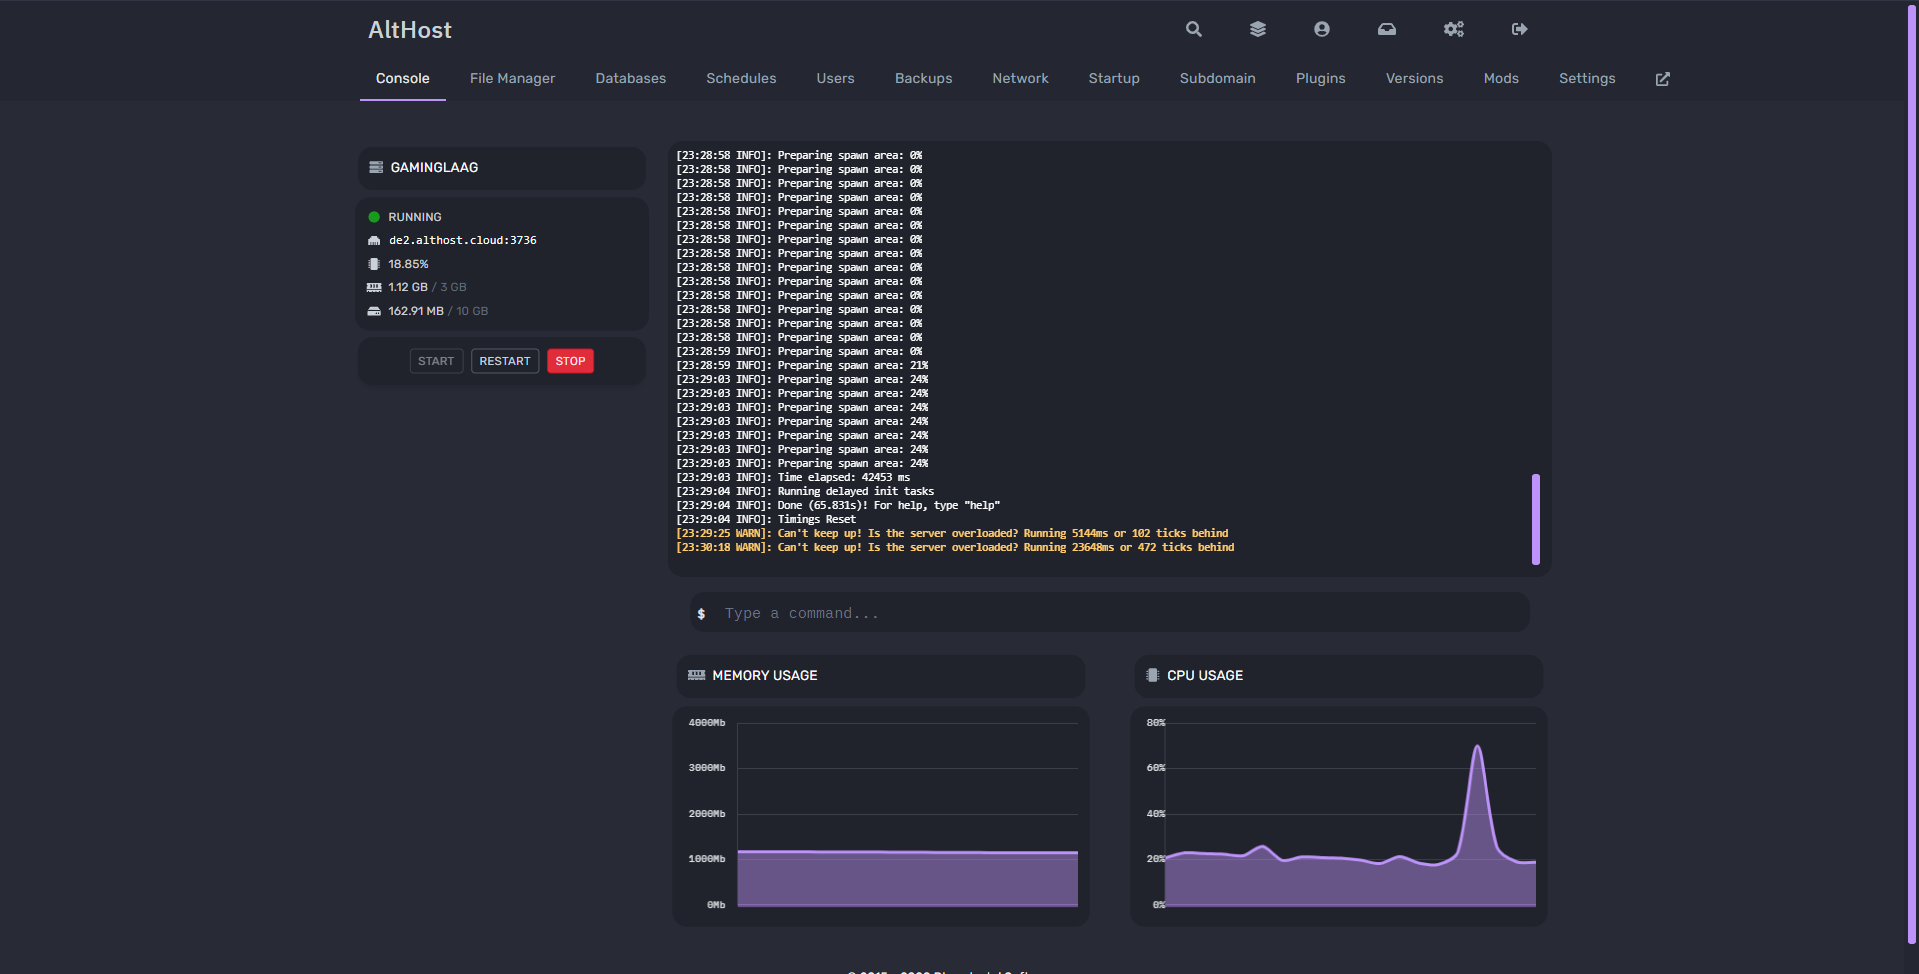 AltHost
Console File Manager Databases Schedules Users Backups Network Startup Subdomain Plugins Versions Mods Settings
GAMINGLAAG
RUNNING
de2.althost.cloud:3736
18.85%
1.12 GB / 3 GB
162.91 MB / 10 GB
START RESTART STOP
[23:28:58 INFO]: Preparing spawn area: 0%
[23:28:58 INFO]: Preparing spawn area: 0%
[23:28:58 INFO]: Preparing spawn area: 0%
[23:28:58 INFO]: Preparing spawn area: 0%
[23:28:58 INFO]: Preparing spawn area: 0%
[23:28:58 INFO]: Preparing spawn area: 0%
[23:28:58 INFO]: Preparing spawn area: 0%
[23:28:58 INFO]: Preparing spawn area: 0%
[23:28:58 INFO]: Preparing spawn area: 0%
[23:28:58 INFO]: Preparing spawn area: 0%
[23:28:58 INFO]: Preparing spawn area: 0%
[23:28:58 INFO]: Preparing spawn area: 0%
[23:28:58 INFO]: Preparing spawn area: 0%
[23:28:58 INFO]: Preparing spawn area: 0%
[23:28:59 INFO]: Preparing spawn area: 0%
[23:28:59 INFO]: Preparing spawn area: 21%
[23:29:03 INFO]: Preparing spawn area: 24%
[23:29:03 INFO]: Preparing spawn area: 24%
[23:29:03 INFO]: Preparing spawn area: 24%
[23:29:03 INFO]: Preparing spawn area: 24%
[23:29:03 INFO]: Preparing spawn area: 24%
[23:29:03 INFO]: Preparing spawn area: 24%
[23:29:03 INFO]: Preparing spawn area: 24%
[23:29:03 INFO]: Time elapsed: 42453 ms
[23:29:04 INFO]: Running delayed init tasks
[23:29:04 INFO]: Done (65.831s)! For help, type "help"
[23:29:04 INFO]: Timings Reset
[23:29:25 WARN]: Can't keep up! Is the server overloaded? Running 5144ms or 102 ticks behind
[23:30:18 WARN]: Can't keep up! Is the server overloaded? Running 23648ms or 472 ticks behind
$ Type a command...
MEMORY USAGE
4000Mb
3000Mb
2000Mb
1000Mb
0Mb
CPU USAGE
80%
60%
40%
20%
0%